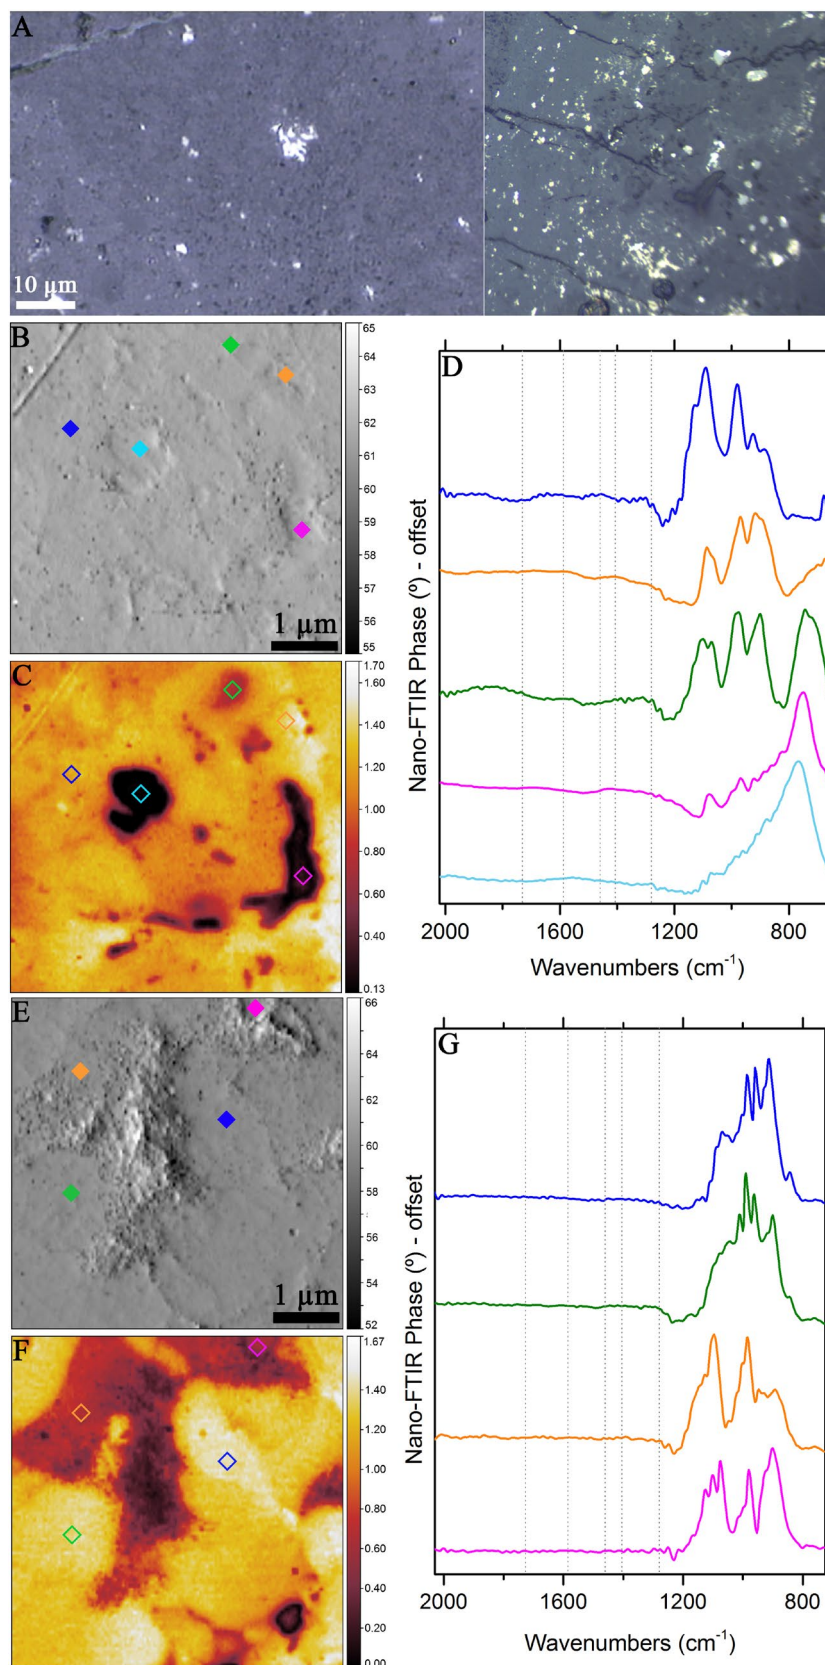 A
10 µm
B
1 µm
65
64
63
62
61
60
59
58
57
56
55
C
1.70
1.60
1.40
1.20
1.00
0.80
0.60
0.40
0.13
D
Nano-FTIR Phase (º) - offset
2000 1600 1200 800
Wavenumbers (cm-1)
E
1 µm
66
64
62
60
58
56
54
52
F
1.67
1.40
1.20
1.00
0.80
0.60
0.40
0.20
0.00
G
Nano-FTIR Phase (º) - offset
2000 1600 1200 800
Wavenumbers (cm-1)